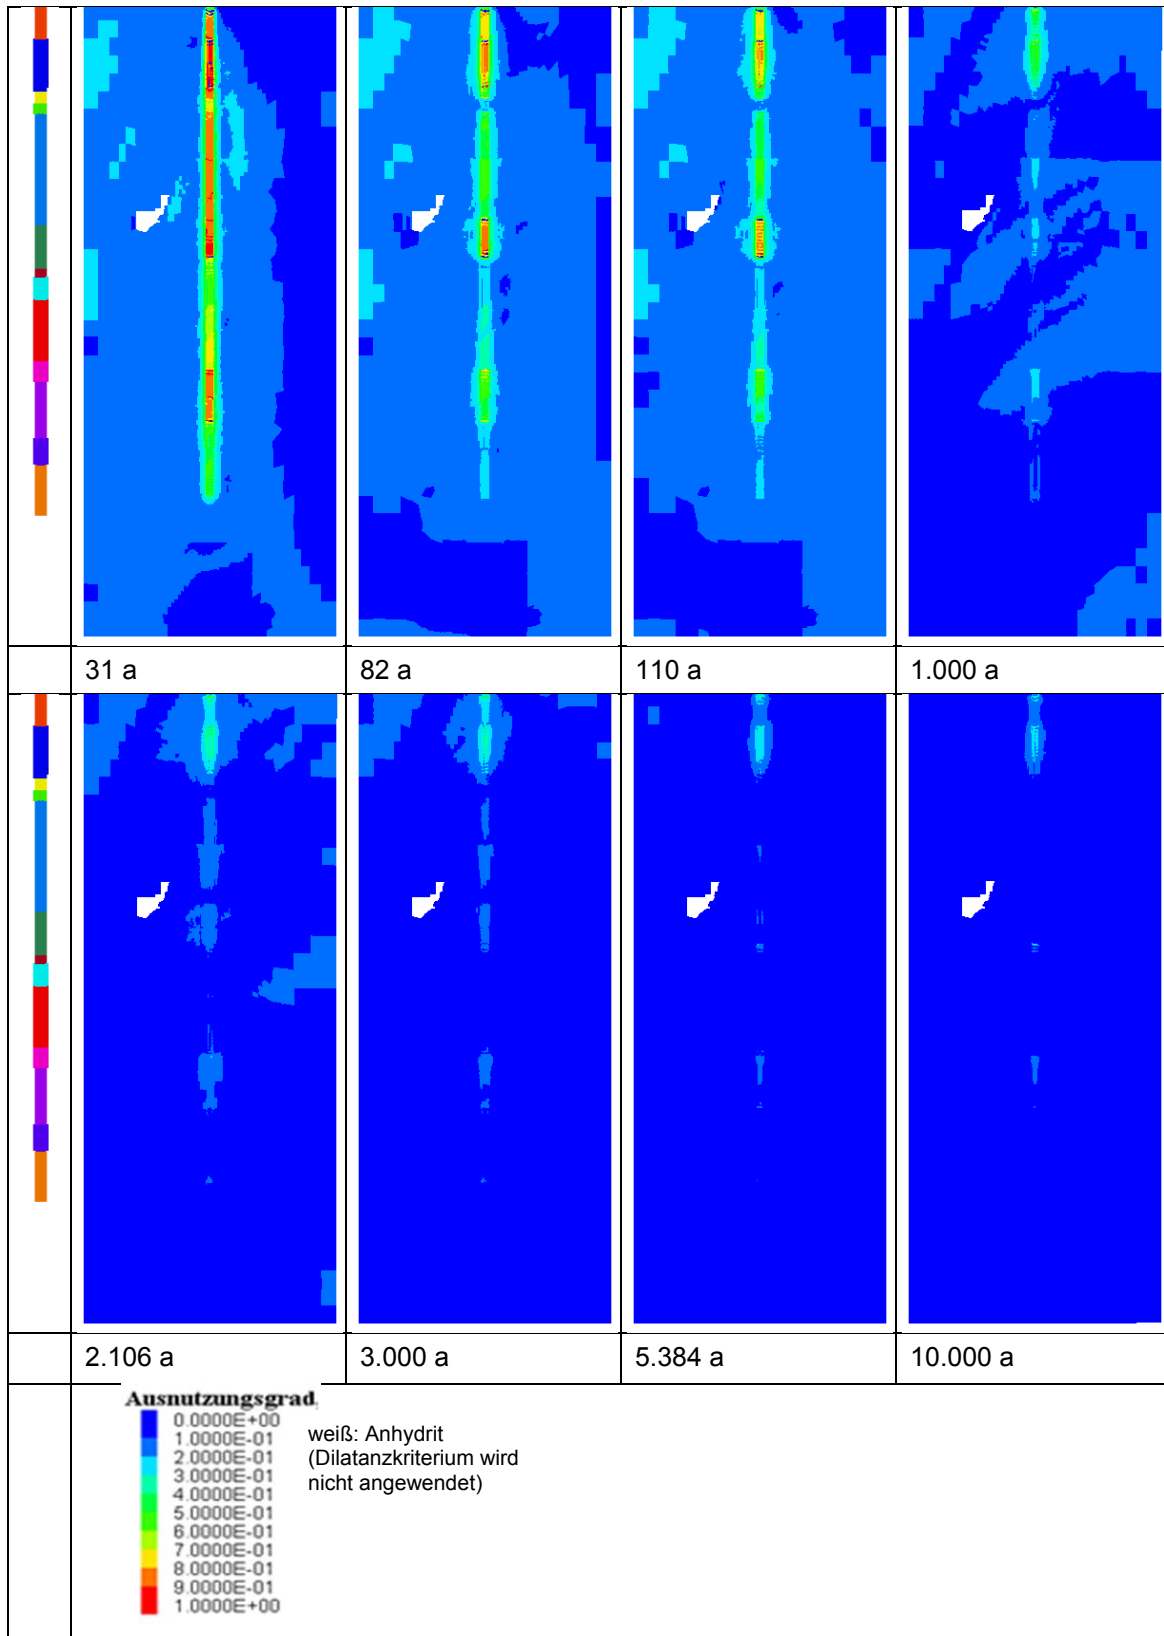 31 a
82 a
110 a
1.000 a
2.106 a
3.000 a
5.384 a
10.000 a
Ausnutzungsgrad
0.0000E+00
1.0000E-01
2.0000E-01
3.0000E-01
4.0000E-01
5.0000E-01
6.0000E-01
7.0000E-01
8.0000E-01
9.0000E-01
1.0000E+00
weiß: Anhydrit
(Dilatanzkriterium wird
nicht angewendet)